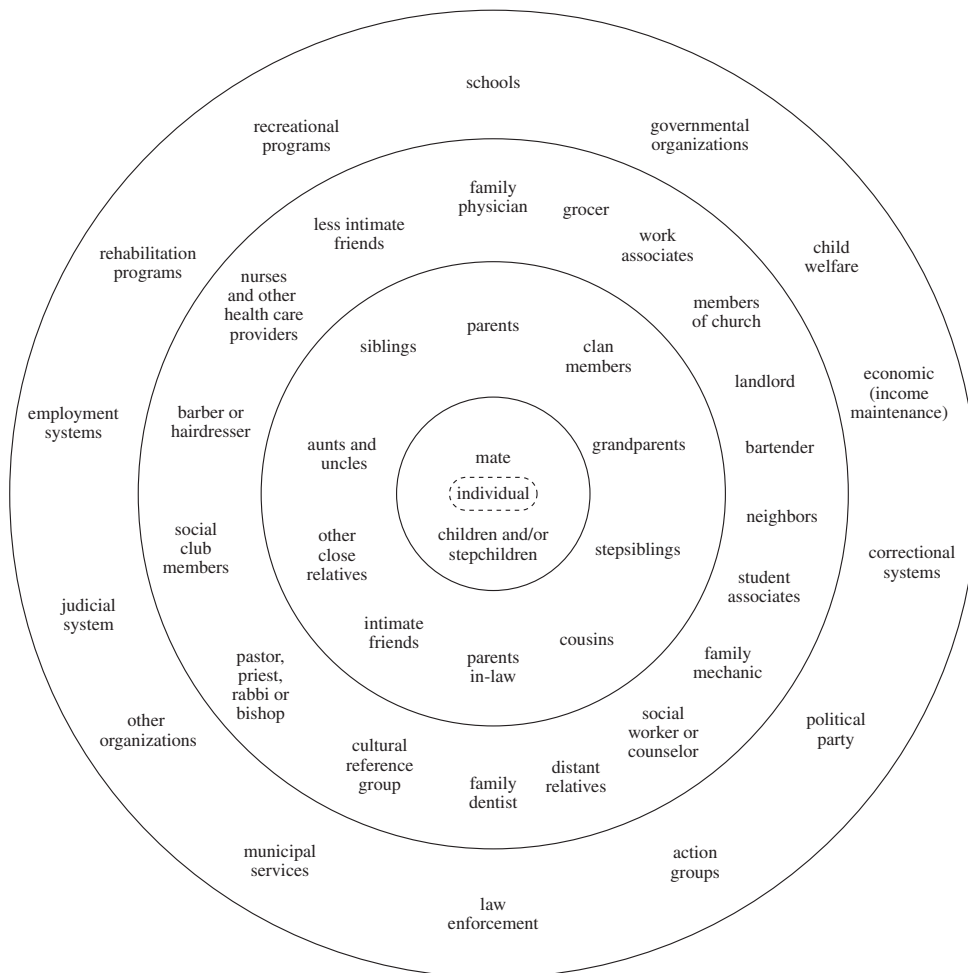 schools
recreational
programs
governmental
organizations
family
physician
grocer
less intimate
friends
work
associates
rehabilitation
programs
child
welfare
nurses
and other
health care
providers
members
of church
siblings
parents
clan
members
landlord
economic
(income
maintenance)
employment
systems
barber or
hairdresser
aunts and
uncles
mate
grandparents
bartender
individual
neighbors
children and/or
stepchildren
social
club
members
other
close
relatives
stepsiblings
correctional
systems
student
associates
judicial
system
intimate
friends
parents
in-law
cousins
family
mechanic
pastor,
priest,
rabbi or
bishop
other
organizations
social
worker or
counselor
political
party
cultural
reference
group
family
dentist
distant
relatives
municipal
services
action
groups
law
enforcement